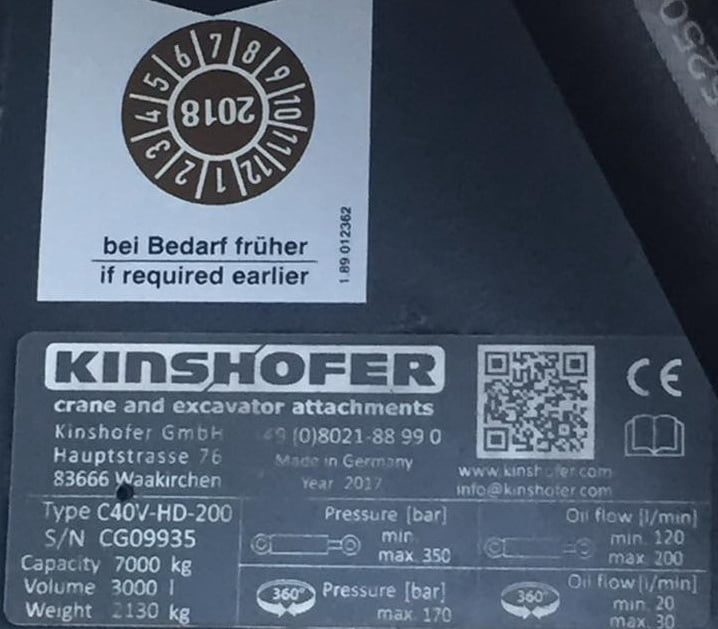 5250
1 2 3 4 5 6 7 8 9 10 11 12
2018
bei Bedarf früher
if required earlier
1.89 012362
KINSHOFER
crane and excavator attachments
Kinshofer GmbH +49 (0)8021-88 99 0
Hauptstrasse 76 Made in Germany
83666 Waakirchen Year 2017
www.kinshofer.com
info@kinshofer.com
CE
Type C40V-HD-200
S/N CG09935
Capacity 7000 kg
Volume 3000 l
Weight 2130 kg
Pressure [bar]
min
max 350
Oil flow [l/min]
min. 120
max. 200
360°
Pressure [bar]
max. 170
360°
Oil flow [l/min]
min. 20
max. 30